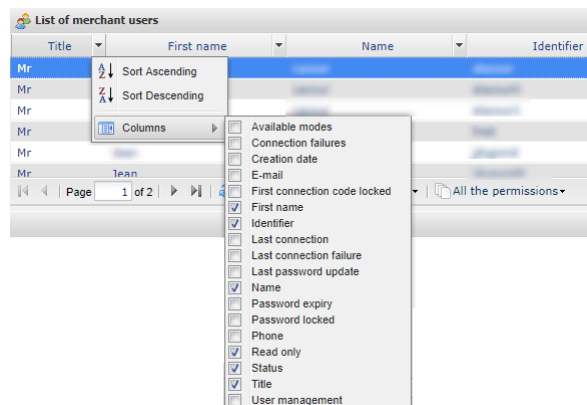 List of merchant users
Title First name Name Identifier
Mr
Mr
Mr
Mr
Mr
Mr Jean
Sort Ascending
Sort Descending
Columns
Page 1 of 2 All the permissions
Available modes
Connection failures
Creation date
E-mail
First connection code locked
First name
Identifier
Last connection
Last connection failure
Last password update
Name
Password expiry
Password locked
Phone
Read only
Status
Title
User management